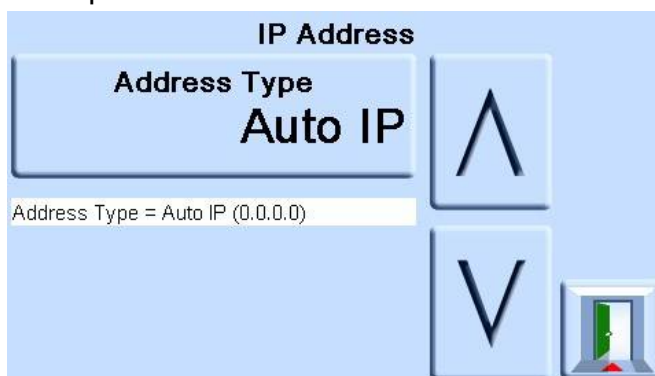 IP Address
Address Type
Auto IP
Address Type = Auto IP (0.0.0.0)